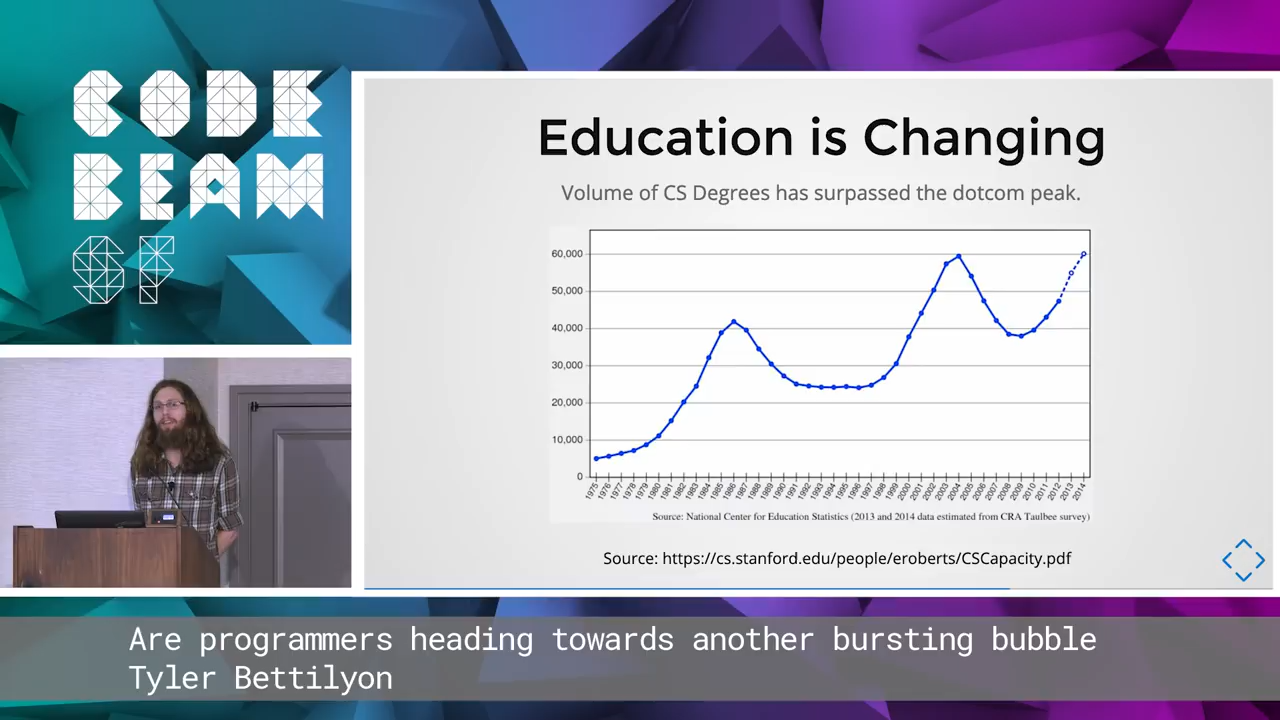 CODE
BEAM
SF
Education is Changing
Volume of CS Degrees has surpassed the dotcom peak.
60,000
50,000
40,000
30,000
20,000
10,000
0
1975 1976 1977 1978 1979 1980 1981 1982 1983 1984 1985 1986 1987 1988 1989 1990 1991 1992 1993 1994 1995 1996 1997 1998 1999 2000 2001 2002 2003 2004 2005 2006 2007 2008 2009 2010 2011 2012 2013 2014
Source: National Center for Education Statistics (2013 and 2014 data estimated from CRA Taulbee survey)
Source: https://cs.stanford.edu/people/eroberts/CSCapacity.pdf
Are programmers heading towards another bursting bubble
Tyler Bettilyon